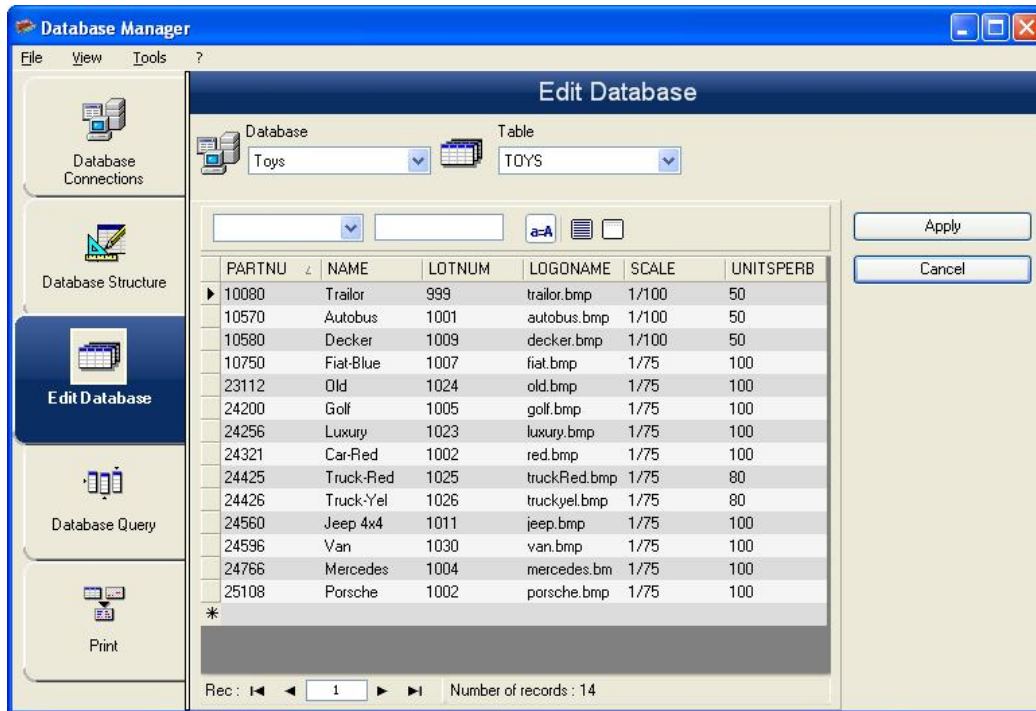 Database Manager
File View Tools ?
Edit Database
Database Connections
Database Structure
Edit Database
Database Query
Print
Database
Toys
Table
TOYS
a=A
Apply
Cancel
PARTNU NAME LOTNUM LOGONAME SCALE UNITSPERB
10080 Trailor 999 trailor.bmp 1/100 50
10570 Autobus 1001 autobus.bmp 1/100 50
10580 Decker 1009 decker.bmp 1/100 50
10750 Fiat-Blue 1007 fiat.bmp 1/75 100
23112 Old 1024 old.bmp 1/75 100
24200 Golf 1005 golf.bmp 1/75 100
24256 Luxury 1023 luxury.bmp 1/75 100
24321 Car-Red 1002 red.bmp 1/75 100
24425 Truck-Red 1025 truckRed.bmp 1/75 80
24426 Truck-Yel 1026 truckyel.bmp 1/75 80
24560 Jeep 4x4 1011 jeep.bmp 1/75 100
24596 Van 1030 van.bmp 1/75 100
24766 Mercedes 1004 mercedes.bm 1/75 100
25108 Porsche 1002 porsche.bmp 1/75 100
Rec : 1 Number of records : 14